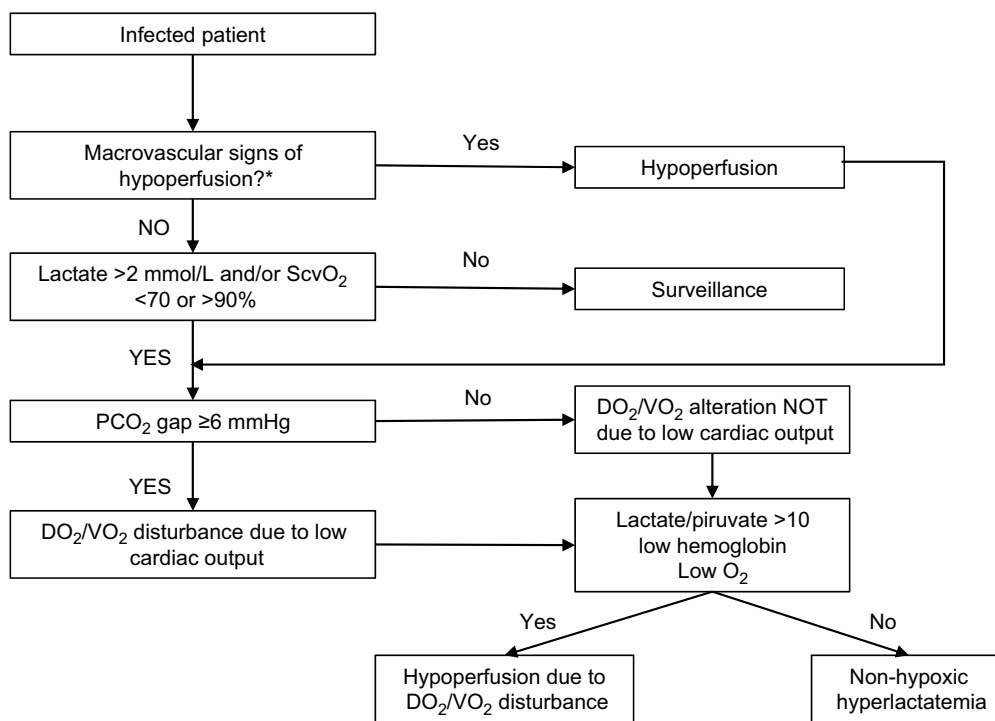 Infected patient
Macrovascular signs of
hypoperfusion?*
Yes
Hypoperfusion
NO
Lactate >2 mmol/L and/or ScvO₂
<70 or >90%
No
Surveillance
YES
PCO₂ gap ≥6 mmHg
No
DO₂/VO₂ alteration NOT
due to low cardiac output
YES
DO₂/VO₂ disturbance due to low
cardiac output
Lactate/piruvate >10
low hemoglobin
Low O₂
Yes
No
Hypoperfusion due to
DO₂/VO₂ disturbance
Non-hypoxic
hyperlactatemia